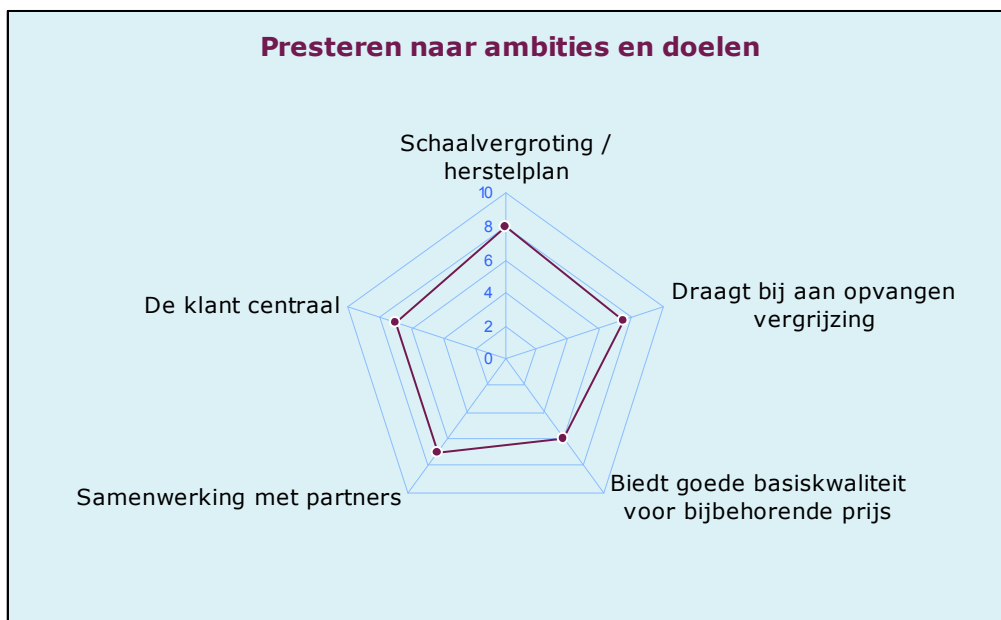 Presteren naar ambities en doelen
Schaalvergroting /
herstelplan
10
8
6
4
2
0
De klant centraal
Draagt bij aan opvangen
vergrijzing
Samenwerking met partners
Biedt goede basiskwaliteit
voor bijbehorende prijs